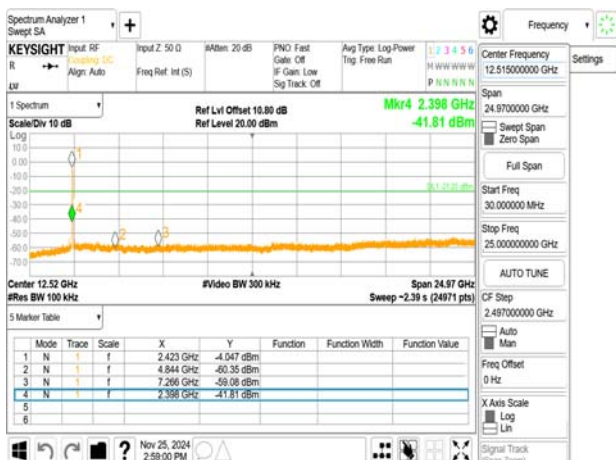 Spectrum Analyzer 1
Swept SA
Frequency
KEYSIGHT
Input: RF
Coupling: DC
Align: Auto
Input Z: 50 Ω
Freq Ref: Int (S)
#Atten: 20 dB
PNO: Fast
Gate: Off
IF Gain: Low
Sig Track: Off
Avg Type: Log-Power
Trig: Free Run
1 2 3 4 5 6
M W W W W W
P N N N N N
R
1 Spectrum
Scale/Div 10 dB
Ref Lvl Offset 10.80 dB
Ref Level 20.00 dBm
Mkr4 2.398 GHz
-41.81 dBm
Log
10.0
0.00
-10.0
-20.0
-30.0
-40.0
-50.0
-60.0
-70.0
1
4
2
3
Center 12.52 GHz
#Res BW 100 kHz
#Video BW 300 kHz
Span 24.97 GHz
Sweep ~2.39 s (24971 pts)
5 Marker Table
Mode Trace Scale X Y Function Function Width Function Value
1 N 1 f 2.423 GHz -4.047 dBm
2 N 1 f 4.844 GHz -60.35 dBm
3 N 1 f 7.266 GHz -59.08 dBm
4 N 1 f 2.398 GHz -41.81 dBm
5
6
Nov 25, 2024
2:59:00 PM
Center Frequency
12.515000000 GHz
Settings
Span
24.9700000 GHz
Swept Span
Zero Span
Full Span
Start Freq
30.000000 MHz
Stop Freq
25.000000000 GHz
AUTO TUNE
CF Step
2.497000000 GHz
Auto
Man
Freq Offset
0 Hz
X Axis Scale
Log
Lin
Signal Track